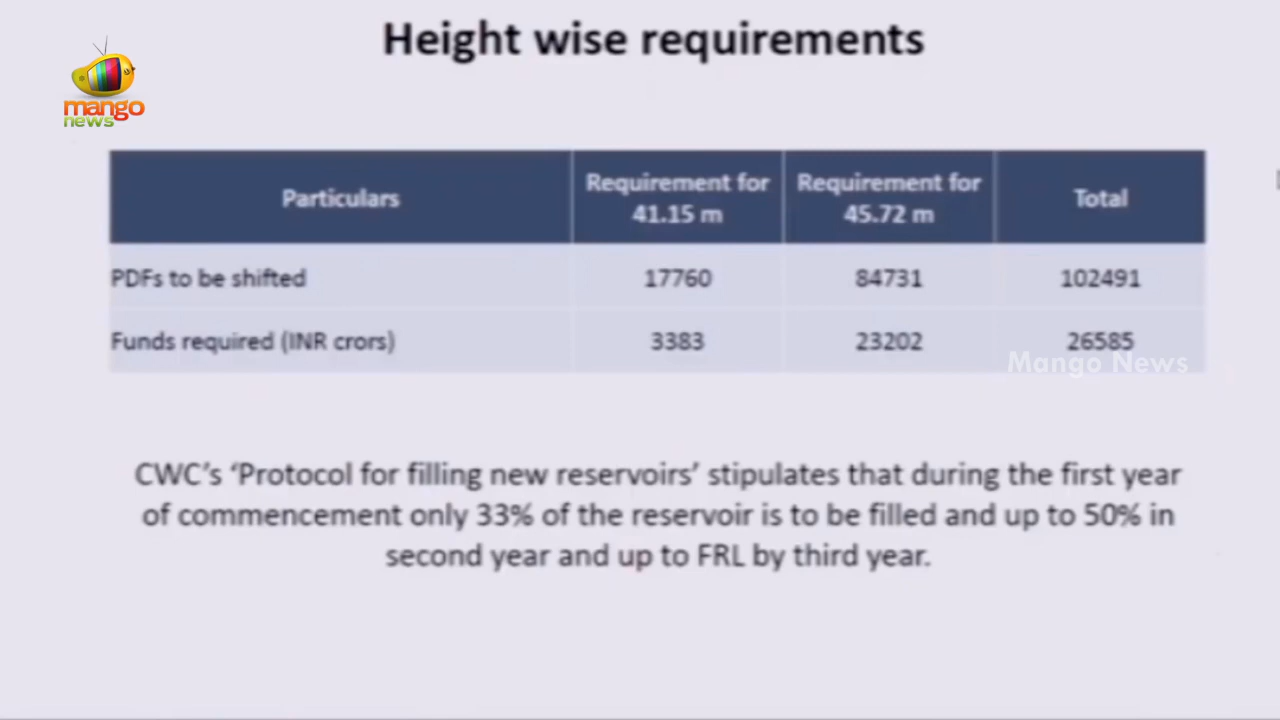 Height wise requirements
mango
news
Particulars
Requirement for
41.15 m
Requirement for
45.72 m
Total
PDFs to be shifted 17760 84731 102491
Funds required (INR crors) 3383 23202 26585
Mango News
CWC's ‘Protocol for filling new reservoirs’ stipulates that during the first year
of commencement only 33% of the reservoir is to be filled and up to 50% in
second year and up to FRL by third year.